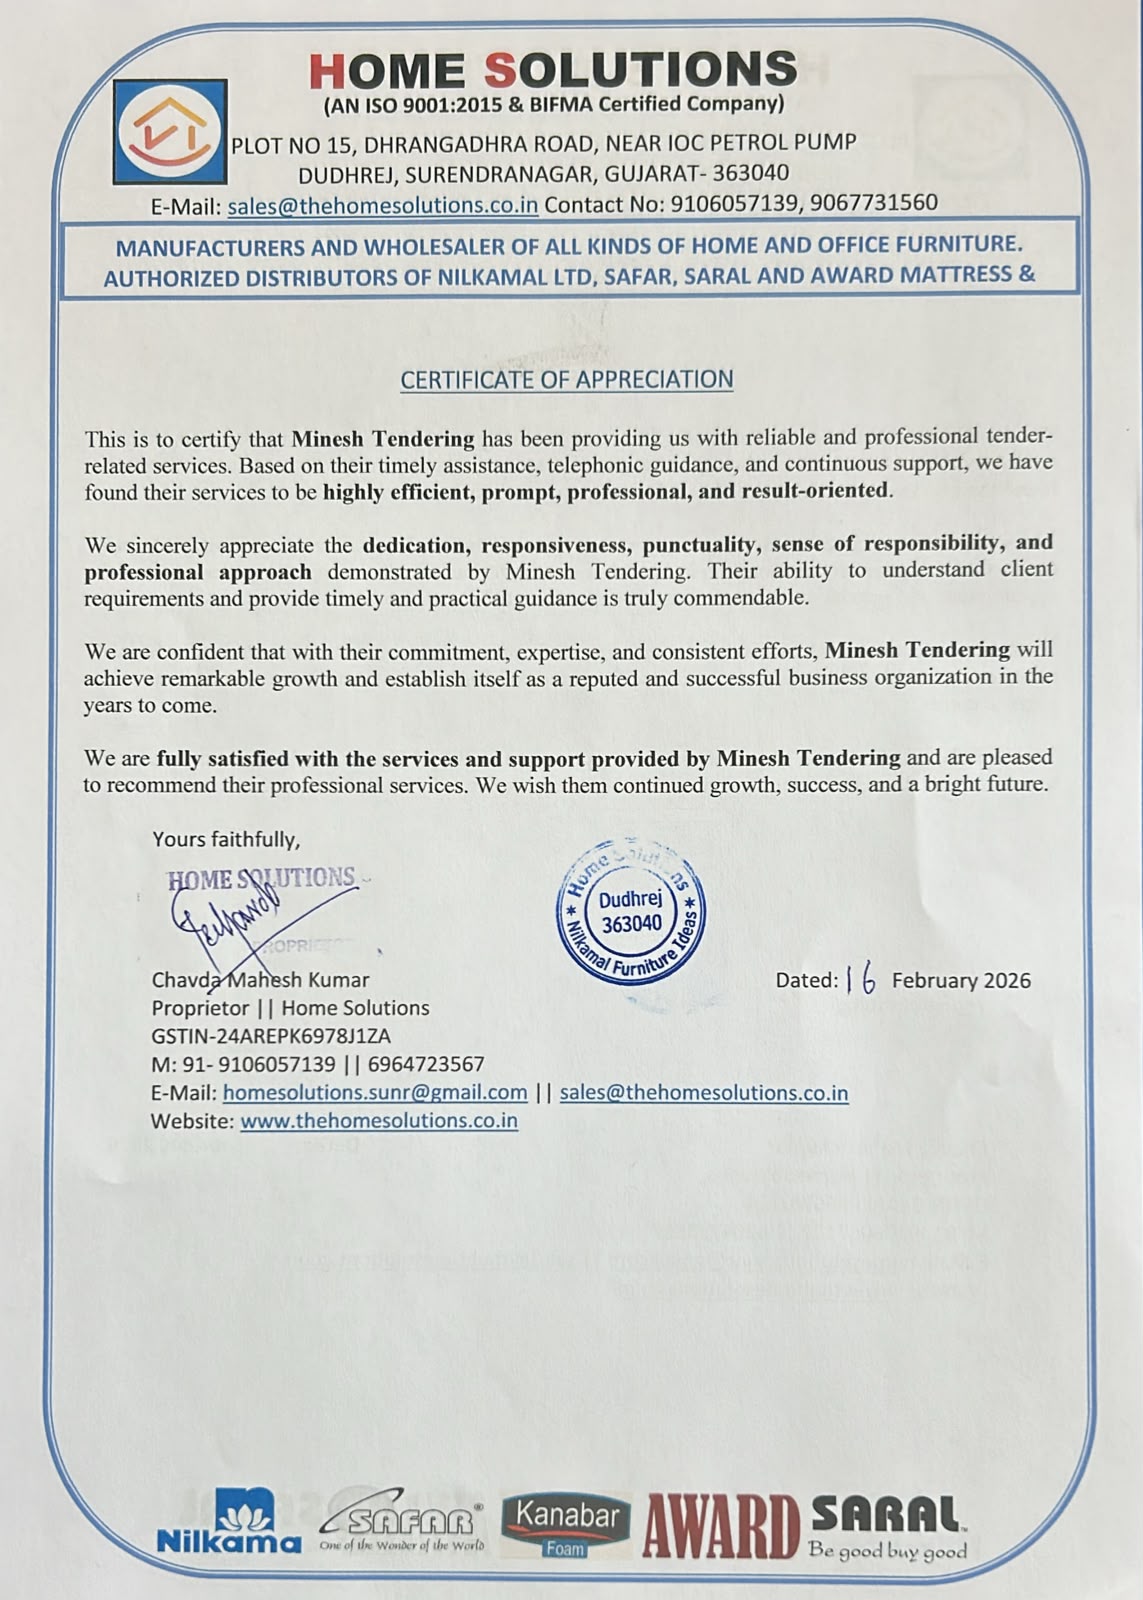 HOME SOLUTIONS
(AN ISO 9001:2015 & BIFMA Certified Company)
PLOT NO 15, DHRANGADHRA ROAD, NEAR IOC PETROL PUMP
DUDHREJ, SURENDRANAGAR, GUJARAT- 363040
E-Mail: sales@thehomesolutions.co.in Contact No: 9106057139, 9067731560
MANUFACTURERS AND WHOLESALER OF ALL KINDS OF HOME AND OFFICE FURNITURE.
AUTHORIZED DISTRIBUTORS OF NILKAMAL LTD, SAFAR, SARAL AND AWARD MATTRESS &
CERTIFICATE OF APPRECIATION
This is to certify that Minesh Tendering has been providing us with reliable and professional tender-
related services. Based on their timely assistance, telephonic guidance, and continuous support, we have
found their services to be highly efficient, prompt, professional, and result-oriented.
We sincerely appreciate the dedication, responsiveness, punctuality, sense of responsibility, and
professional approach demonstrated by Minesh Tendering. Their ability to understand client
requirements and provide timely and practical guidance is truly commendable.
We are confident that with their commitment, expertise, and consistent efforts, Minesh Tendering will
achieve remarkable growth and establish itself as a reputed and successful business organization in the
years to come.
We are fully satisfied with the services and support provided by Minesh Tendering and are pleased
to recommend their professional services. We wish them continued growth, success, and a bright future.
Yours faithfully,
HOME SOLUTIONS
Home Solutions
Dudhrej
363040
Nilkamal Furniture Ideas
Chavda Mahesh Kumar
Dated: 16 February 2026
Proprietor || Home Solutions
GSTIN-24AREPK6978J1ZA
M: 91- 9106057139 || 6964723567
E-Mail: homesolutions.sunr@gmail.com || sales@thehomesolutions.co.in
Website: www.thehomesolutions.co.in
Nilkamal
SAFAR®
One of the Wonder of the World
Kanabar
Foam
AWARD
SARAL™
Be good buy good